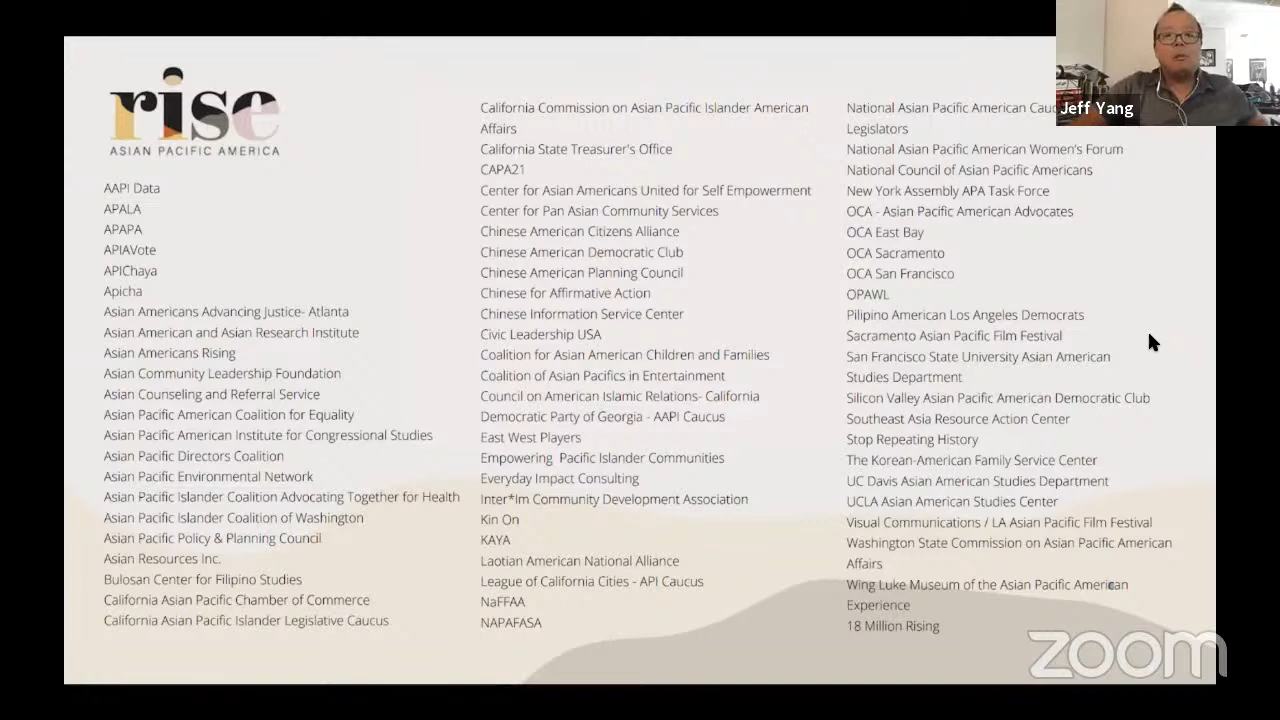 rise
ASIAN PACIFIC AMERICA
AAPI Data
APALA
APAPA
APIAVote
APIChaya
Apicha
Asian Americans Advancing Justice- Atlanta
Asian American and Asian Research Institute
Asian Americans Rising
Asian Community Leadership Foundation
Asian Counseling and Referral Service
Asian Pacific American Coalition for Equality
Asian Pacific American Institute for Congressional Studies
Asian Pacific Directors Coalition
Asian Pacific Environmental Network
Asian Pacific Islander Coalition Advocating Together for Health
Asian Pacific Islander Coalition of Washington
Asian Pacific Policy & Planning Council
Asian Resources Inc.
Bulosan Center for Filipino Studies
California Asian Pacific Chamber of Commerce
California Asian Pacific Islander Legislative Caucus
California Commission on Asian Pacific Islander American
Affairs
California State Treasurer's Office
CAPA21
Center for Asian Americans United for Self Empowerment
Center for Pan Asian Community Services
Chinese American Citizens Alliance
Chinese American Democratic Club
Chinese American Planning Council
Chinese for Affirmative Action
Chinese Information Service Center
Civic Leadership USA
Coalition for Asian American Children and Families
Coalition of Asian Pacifics in Entertainment
Council on American Islamic Relations- California
Democratic Party of Georgia - AAPI Caucus
East West Players
Empowering Pacific Islander Communities
Everyday Impact Consulting
Inter*Im Community Development Association
Kin On
KAYA
Laotian American National Alliance
League of California Cities - API Caucus
NaFFAA
NAPAFASA
National Asian Pacific American
Legislators
National Asian Pacific American Women's Forum
National Council of Asian Pacific Americans
New York Assembly APA Task Force
OCA - Asian Pacific American Advocates
OCA East Bay
OCA Sacramento
OCA San Francisco
OPAWL
Pilipino American Los Angeles Democrats
Sacramento Asian Pacific Film Festival
San Francisco State University Asian American
Studies Department
Silicon Valley Asian Pacific American Democratic Club
Southeast Asia Resource Action Center
Stop Repeating History
The Korean-American Family Service Center
UC Davis Asian American Studies Department
UCLA Asian American Studies Center
Visual Communications / LA Asian Pacific Film Festival
Washington State Commission on Asian Pacific American
Affairs
Wing Luke Museum of the Asian Pacific American
Experience
18 Million Rising
Jeff Yang
zoom